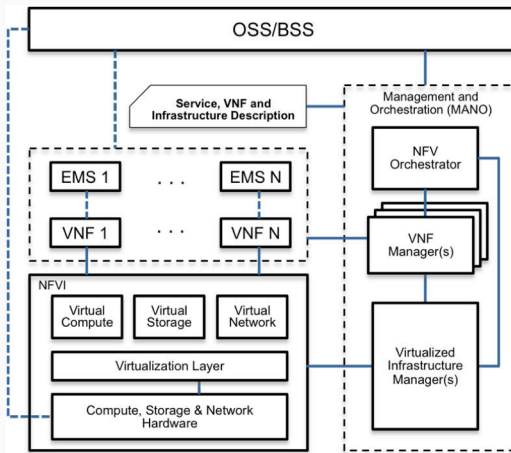 OSS/BSS
Service, VNF and
Infrastructure Description
Management and
Orchestration (MANO)
NFV
Orchestrator
EMS 1
. . .
EMS N
VNF 1
. . .
VNF N
VNF
Manager(s)
NFVI
Virtual
Compute
Virtual
Storage
Virtual
Network
Virtualization Layer
Compute, Storage & Network
Hardware
Virtualized
Infrastructure
Manager(s)